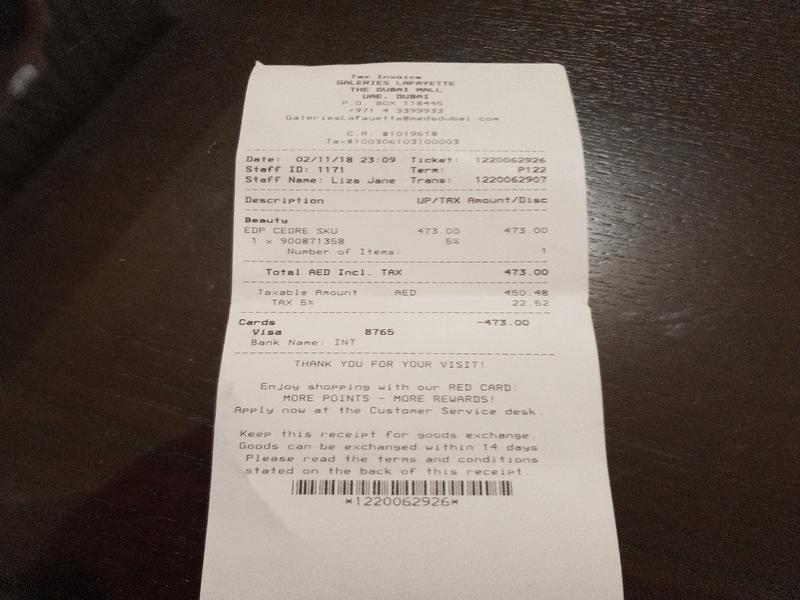 Tax Invoice
GALERIES LAFAYETTE
THE DUBAI MALL
UAE, DUBAI
P.O. BOX 118445
+971 4 3399933
GaleriesLafayette@medsdubai.com
C.R. #1019618
Tax#100306103100003
Date: 02/11/18 23:09 Ticket: 1220062926
Staff ID: 1171 Term: P122
Staff Name: Liza Jane Trans: 1220062907
Description UP/TAX Amount/Disc
Beauty
EDP CEDRE SKU 473.00 473.00
1 x 900871358 5%
Number of Items: 1
Total AED Incl. TAX 473.00
Taxable Amount AED 450.48
TAX 5% 22.52
Cards -473.00
Visa 8765
Bank Name: INT
THANK YOU FOR YOUR VISIT!
Enjoy shopping with our RED CARD:
MORE POINTS - MORE REWARDS!
Apply now at the Customer Service desk.
Keep this receipt for goods exchange.
Goods can be exchanged within 14 days.
Please read the terms and conditions
stated on the back of this receipt.
*1220062926*